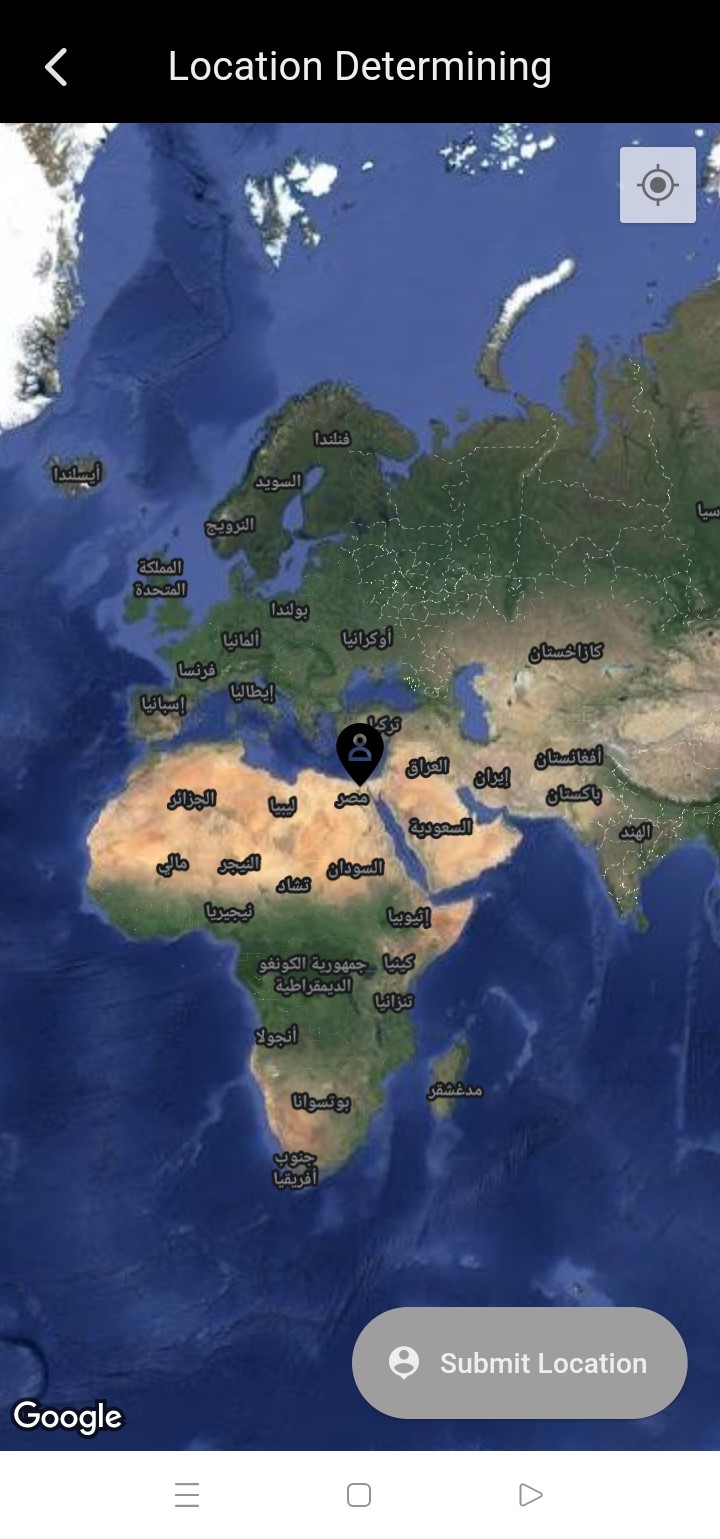 Location Determining
فنلندا
أيسلندا
السويد
سيا
النرويج
المملكة
المتحدة
بولندا
أوكرانيا
ألمانيا
كازاخستان
فرنسا
إيطاليا
إسبانيا
تركيا
أفغانستان
العراق
إيران
باكستان
الجزائر
ليبيا
مصر
السعودية
الهند
مالي
النيجر
السودان
تشاد
نيجيريا
إثيوبيا
جمهورية الكونغو
الديمقراطية
كينيا
تنزانيا
أنجولا
مدغشقر
بوتسوانا
جنوب
أفريقيا
Submit Location
Google